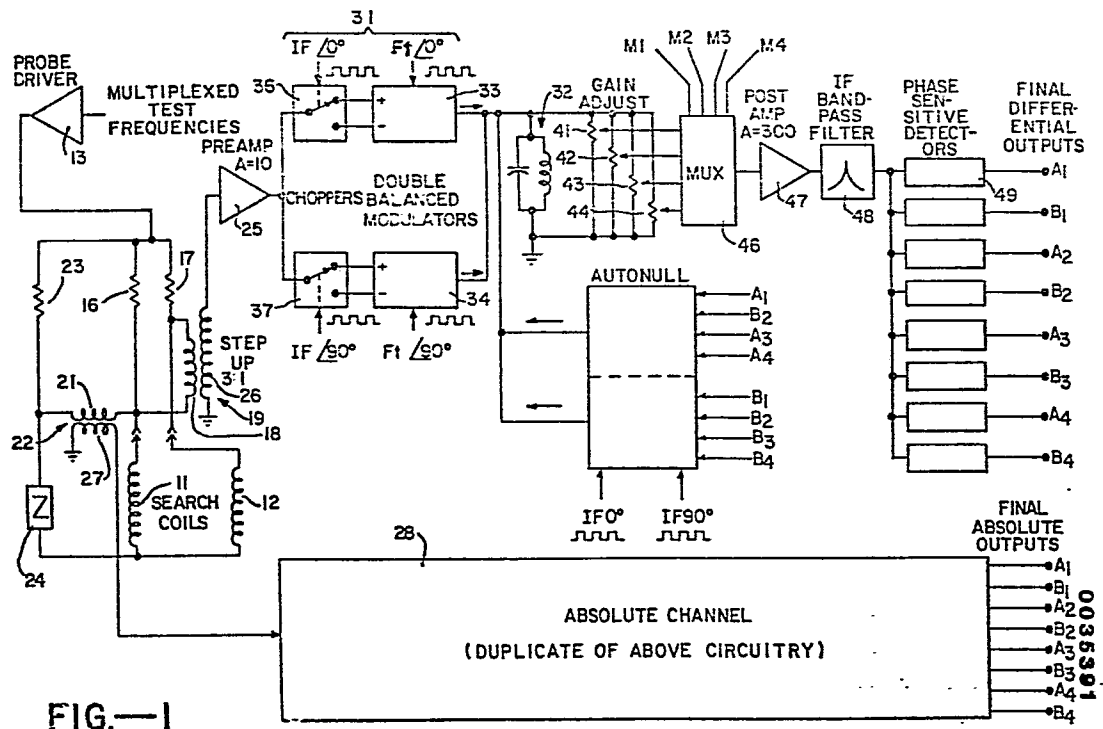 31
IF /0°
Ft /0°
M1
M2
M3
M4
PROBE
DRIVER
13
MULTIPLEXED
TEST
FREQUENCIES
35
33
32
GAIN
ADJUST
41
42
43
44
MUX
46
POST
AMP
A=300
47
IF
BAND-
PASS
FILTER
48
PHASE
SEN-
SITIVE
DETECT-
ORS
49
FINAL
DIFFER-
ENTIAL
OUTPUTS
A1
B1
A2
B2
A3
B3
A4
B4
PREAMP
A=10
25
CHOPPERS
DOUBLE
BALANCED
MODULATORS
+
-
+
-
37
34
IF /90°
Ft /90°
23
16
17
STEP
UP
3:1
26
19
18
21
22
27
11
SEARCH
COILS
12
Z
24
AUTONULL
A1
B2
A3
A4
B1
B2
B3
B4
IF0°
IF90°
28
ABSOLUTE CHANNEL
(DUPLICATE OF ABOVE CIRCUITRY)
FINAL
ABSOLUTE
OUTPUTS
A1
B1
A2
B2
A3
B3
A4
B4
0035391
FIG.—1